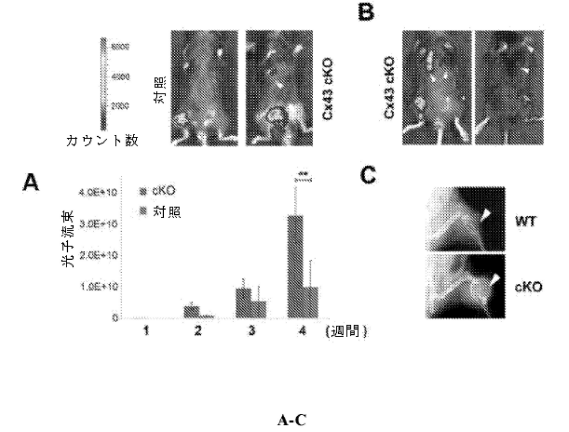 B
6000
4000
2000
カウント数
対照
Cx43 cKO
Cx43 cKO
A
4.0E+10
3.0E+10
2.0E+10
1.0E+10
0
光子流束
cKO
対照
**
1 2 3 4 (週間)
C
WT
cKO
A-C